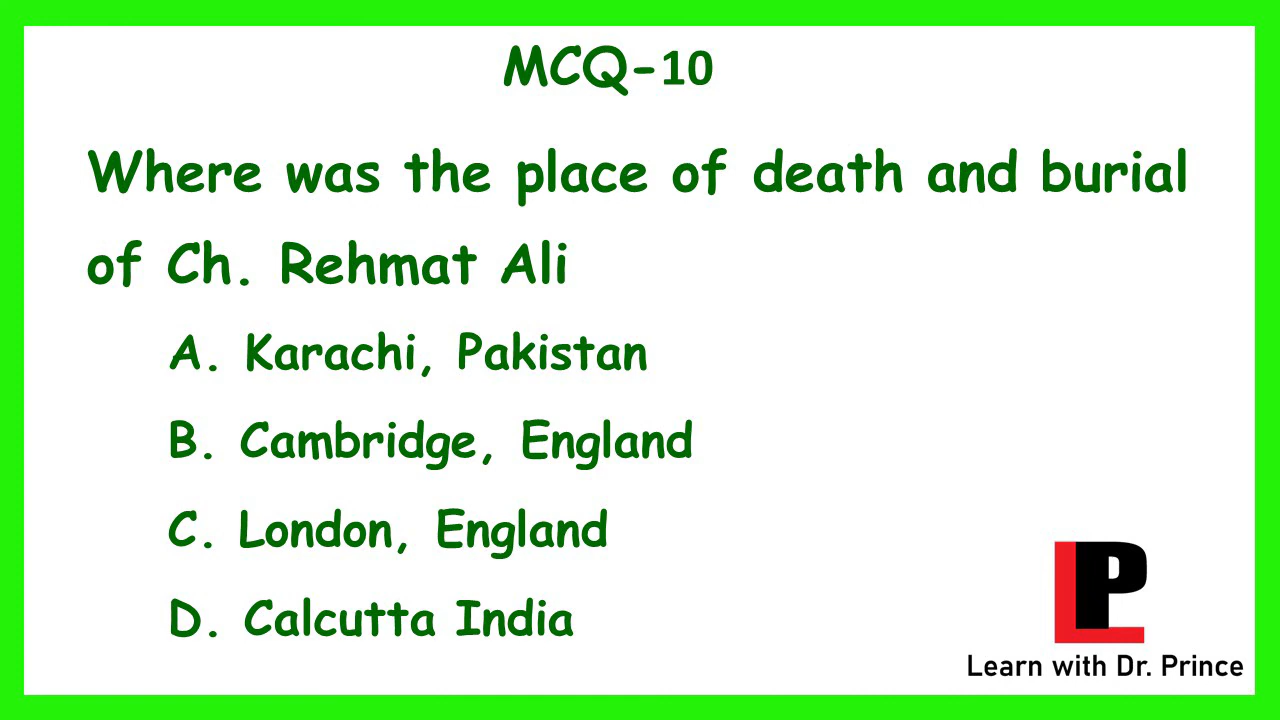 MCQ-10
Where was the place of death and burial
of Ch. Rehmat Ali
A. Karachi, Pakistan
B. Cambridge, England
C. London, England
D. Calcutta India
LP
Learn with Dr. Prince